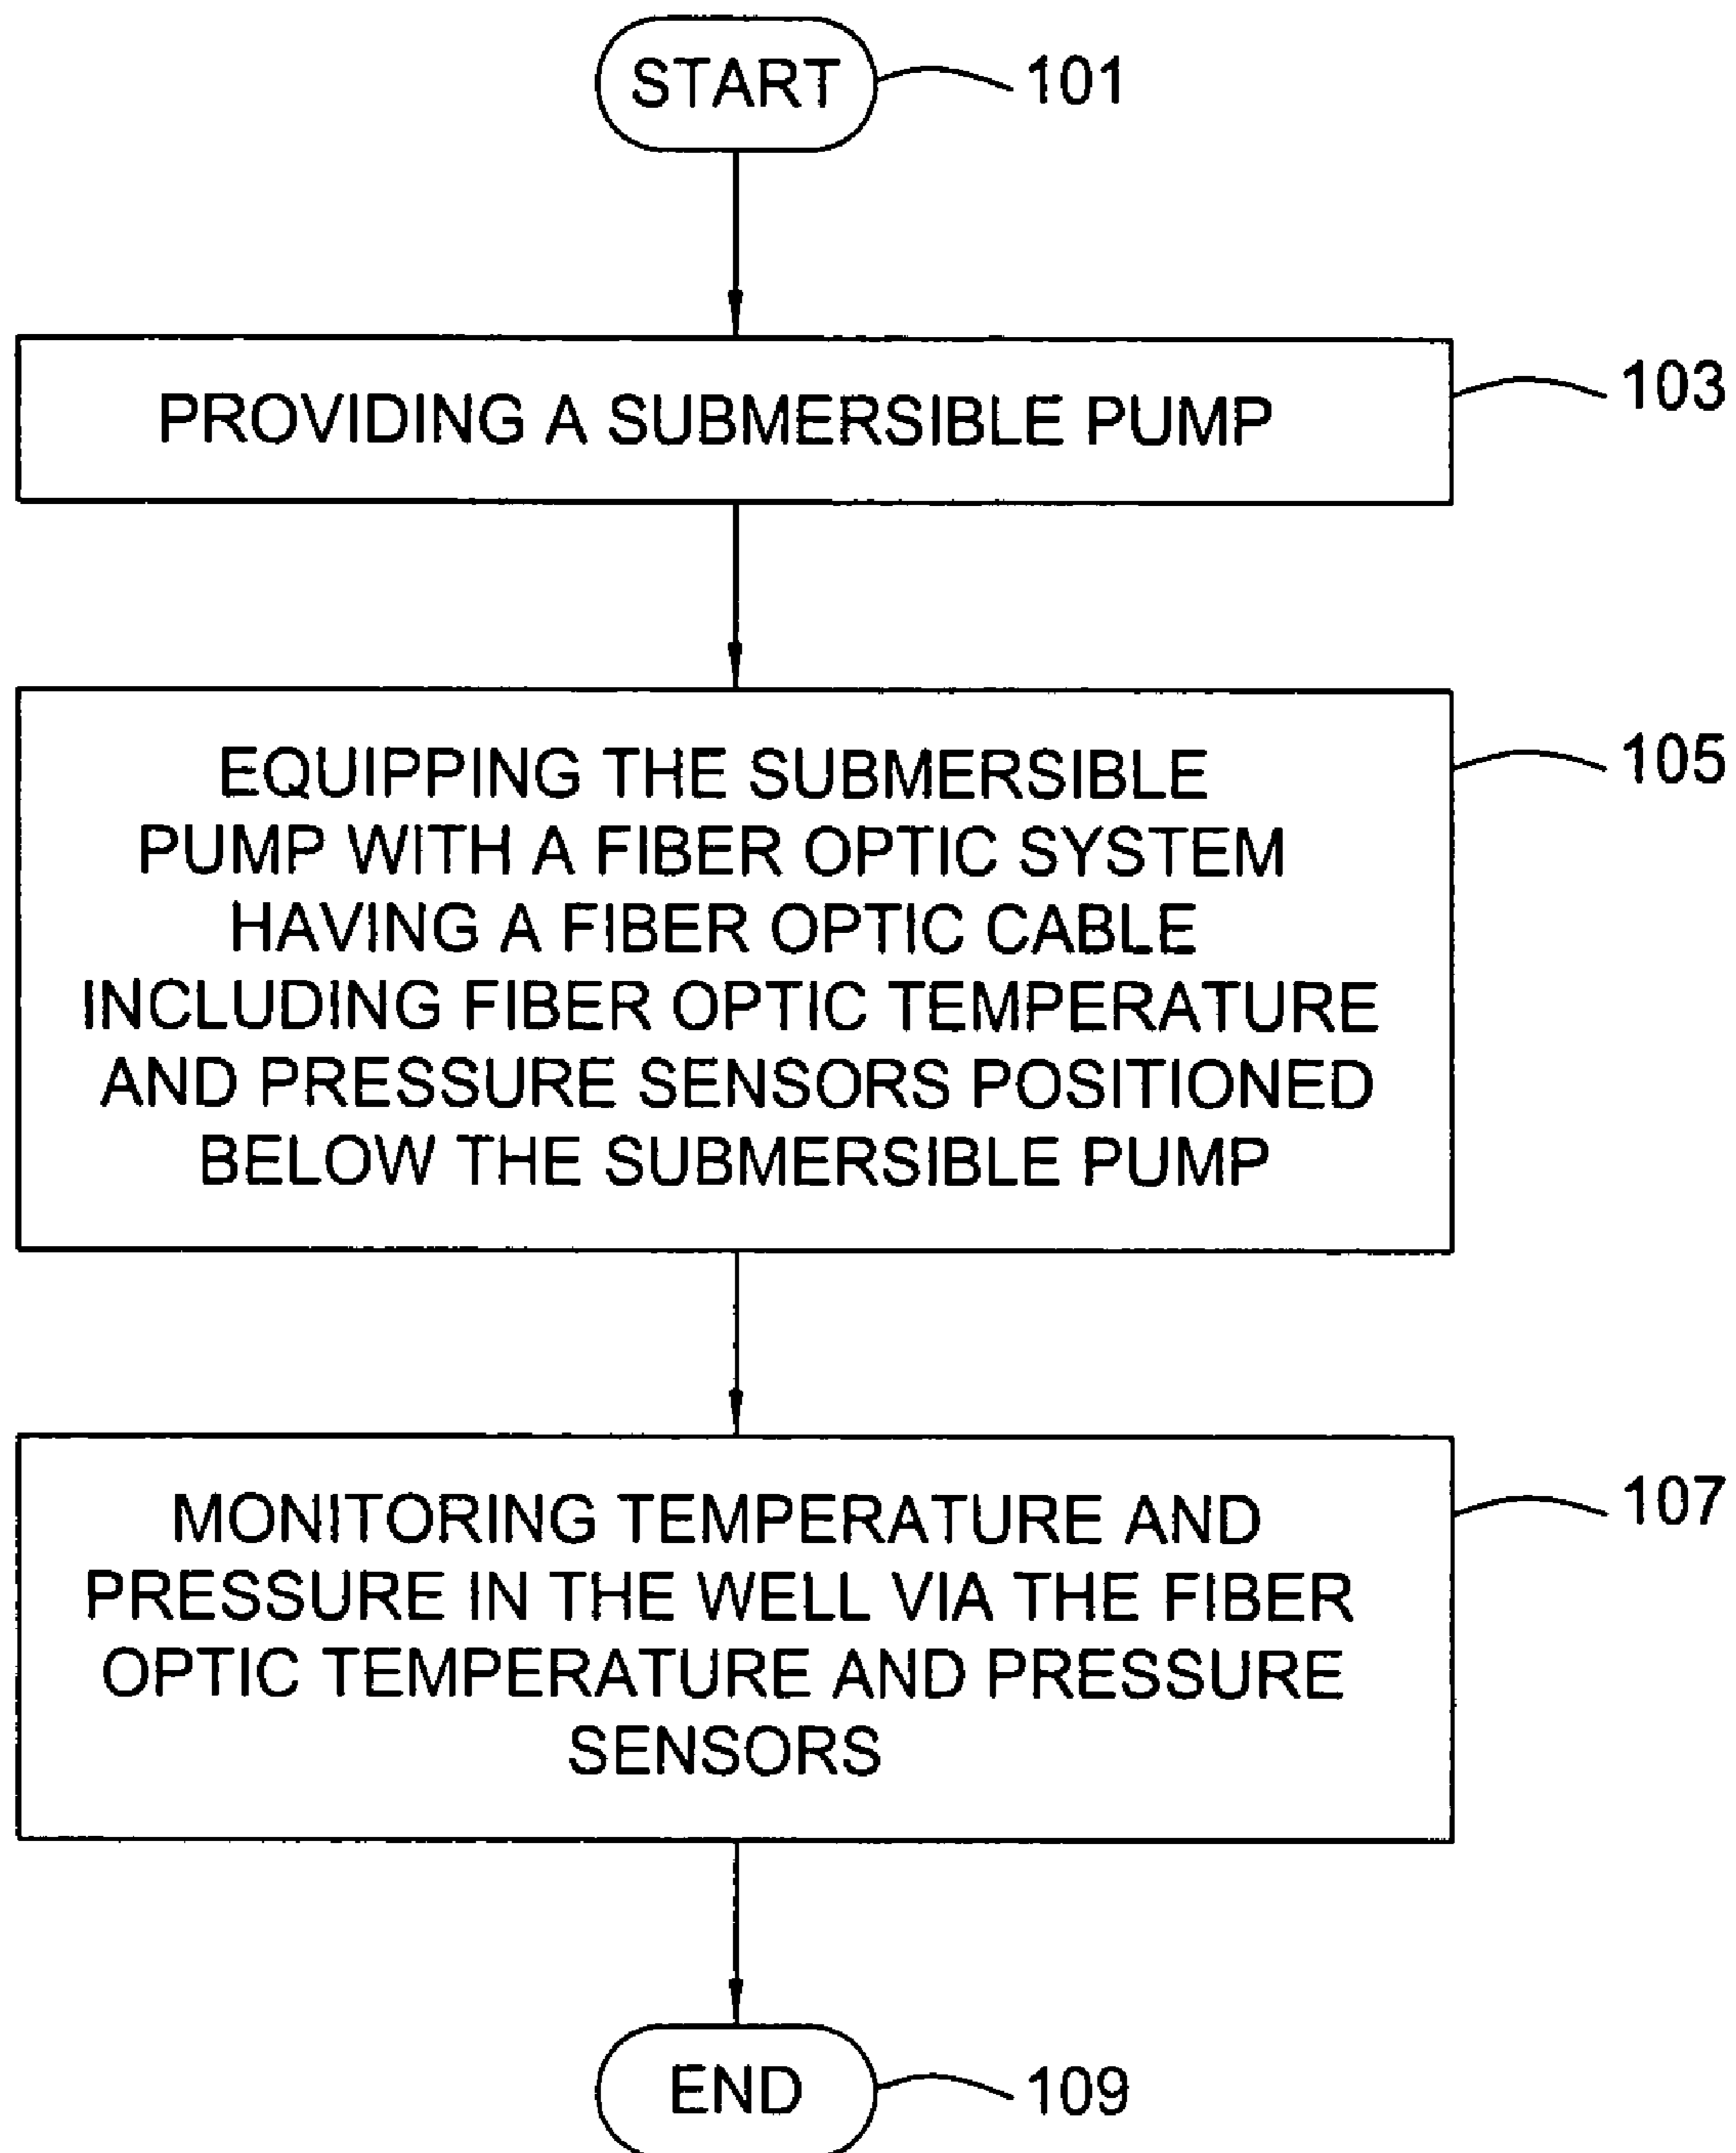 START
101
PROVIDING A SUBMERSIBLE PUMP
103
EQUIPPING THE SUBMERSIBLE
PUMP WITH A FIBER OPTIC SYSTEM
HAVING A FIBER OPTIC CABLE
INCLUDING FIBER OPTIC TEMPERATURE
AND PRESSURE SENSORS POSITIONED
BELOW THE SUBMERSIBLE PUMP
105
MONITORING TEMPERATURE AND
PRESSURE IN THE WELL VIA THE FIBER
OPTIC TEMPERATURE AND PRESSURE
SENSORS
107
END
109